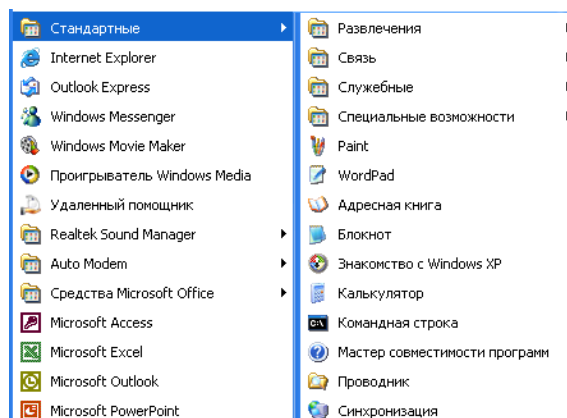 Стандартные
Internet Explorer
Outlook Express
Windows Messenger
Windows Movie Maker
Проигрыватель Windows Media
Удаленный помощник
Realtek Sound Manager
Auto Modem
Средства Microsoft Office
Microsoft Access
Microsoft Excel
Microsoft Outlook
Microsoft PowerPoint
Развлечения
Связь
Служебные
Специальные возможности
Paint
WordPad
Адресная книга
Блокнот
Знакомство с Windows XP
Калькулятор
Командная строка
Мастер совместимости программ
Проводник
Синхронизация